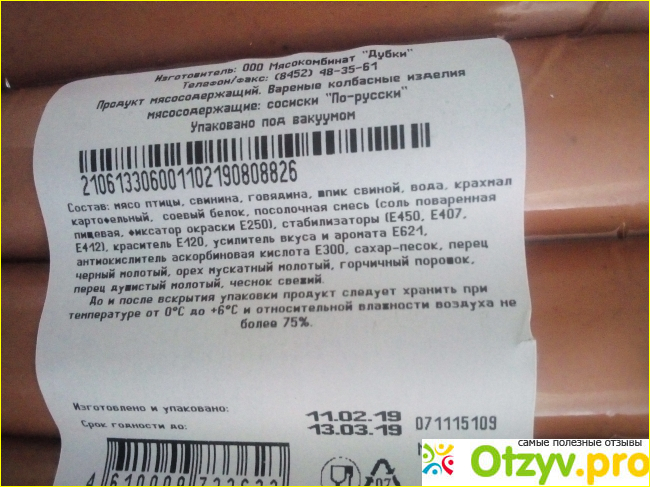 Изготовитель: ООО Мясокомбинат "Дубки"
Телефон/факс: (8452) 48-35-61
Продукт мясосодержащий. Вареные колбасные изделия
мясосодержащие: сосиски "По-русски"
Упаковано под вакуумом
2106133060011021908088 26
Состав: мясо птицы, свинина, говядина, шпик свиной, вода, крахмал
картофельный, соевый белок, посолочная смесь (соль поваренная
пищевая, фиксатор окраски Е250), стабилизаторы (Е450, Е407,
Е412), краситель Е120, усилитель вкуса и аромата Е621,
антиокислитель аскорбиновая кислота Е300, сахар-песок, перец
черный молотый, орех мускатный молотый, горчичный порошок,
перец душистый молотый, чеснок свежий.
До и после вскрытия упаковки продукт следует хранить при
температуре от 0°С до +6°С и относительной влажности воздуха не
более 75%.
Изготовлено и упаковано: 11.02.19 071115109
Срок годности до: 13.03.19
07
самые полезные отзывы
Otzyv.pro